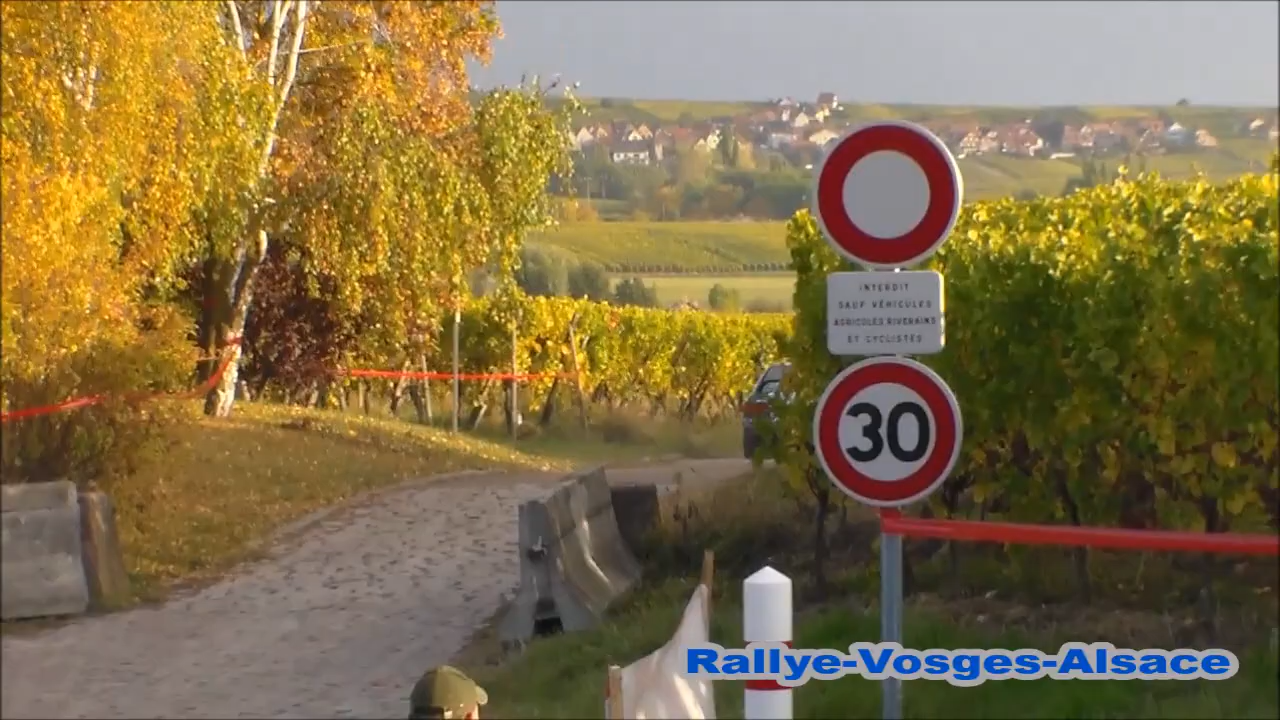 INTERDIT
SAUF VÉHICULES
AGRICOLES RIVERAINS
ET CYCLISTES
30
Rallye-Vosges-Alsace